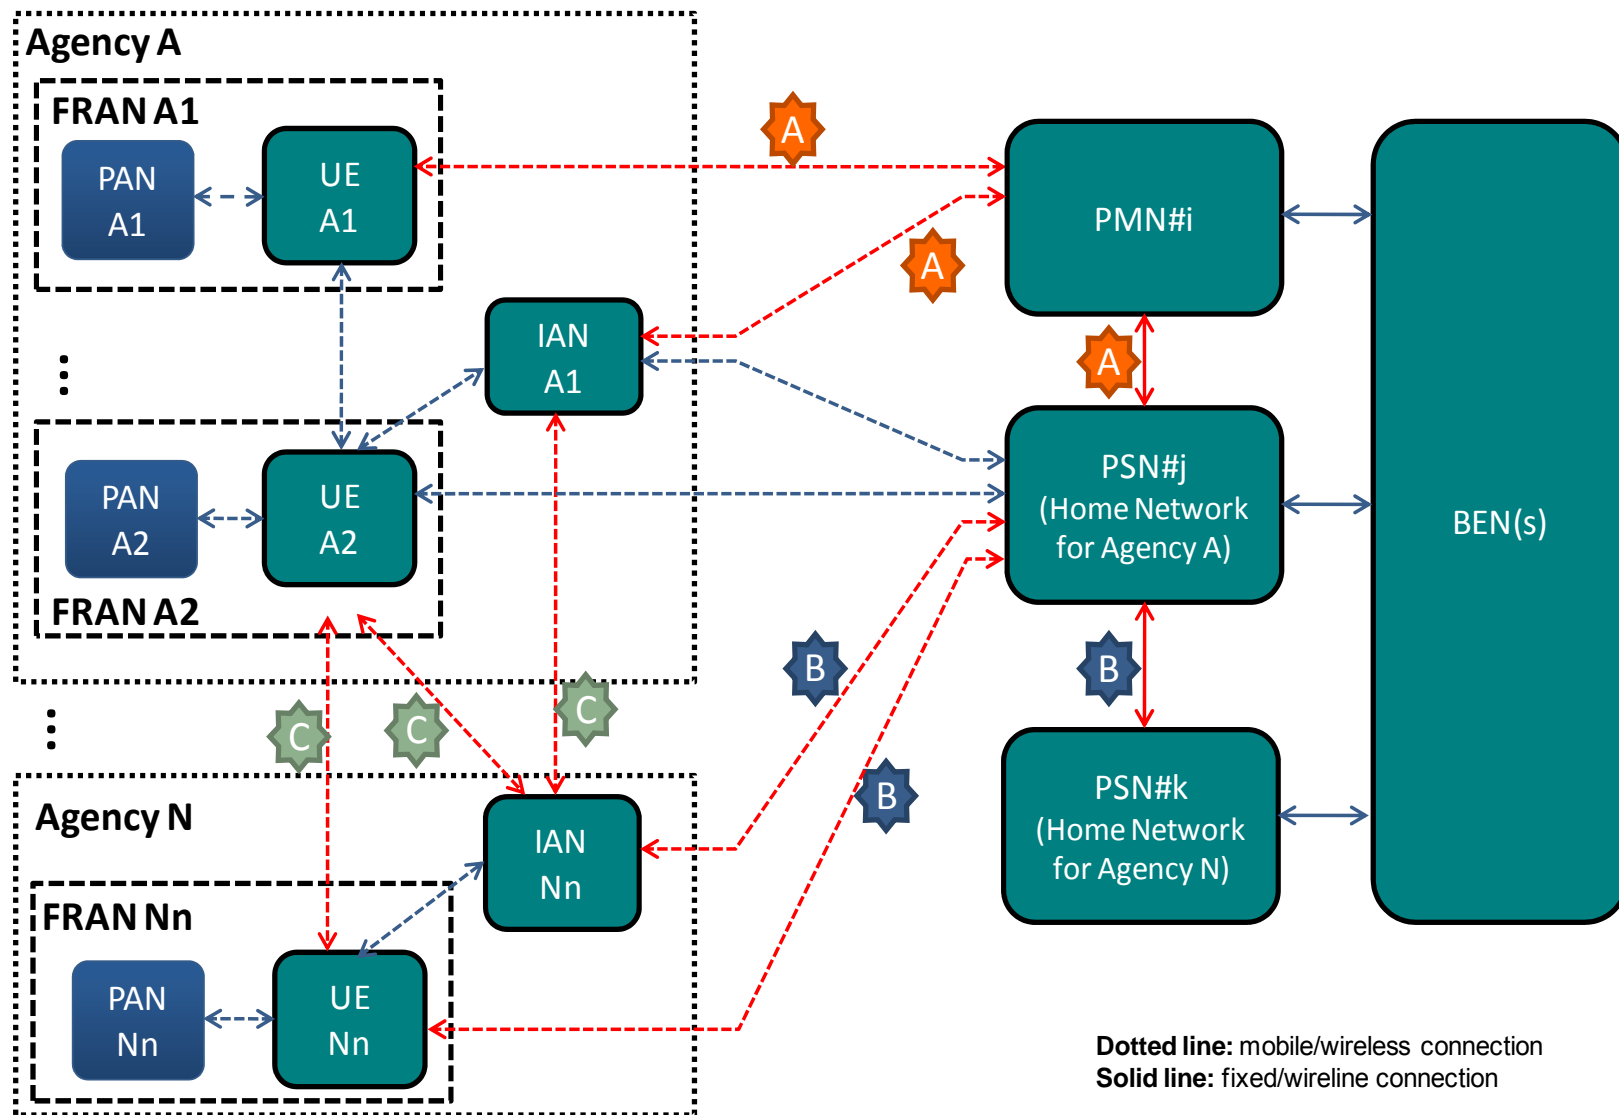 Agency A
FRAN A1
PAN
A1
UE
A1
A
A
PMN#i
IAN
A1
A
PAN
A2
UE
A2
FRAN A2
PSN#j
(Home Network
for Agency A)
BEN(s)
B
B
C
C
C
B
Agency N
IAN
Nn
PSN#k
(Home Network
for Agency N)
FRAN Nn
PAN
Nn
UE
Nn
Dotted line: mobile/wireless connection
Solid line: fixed/wireline connection